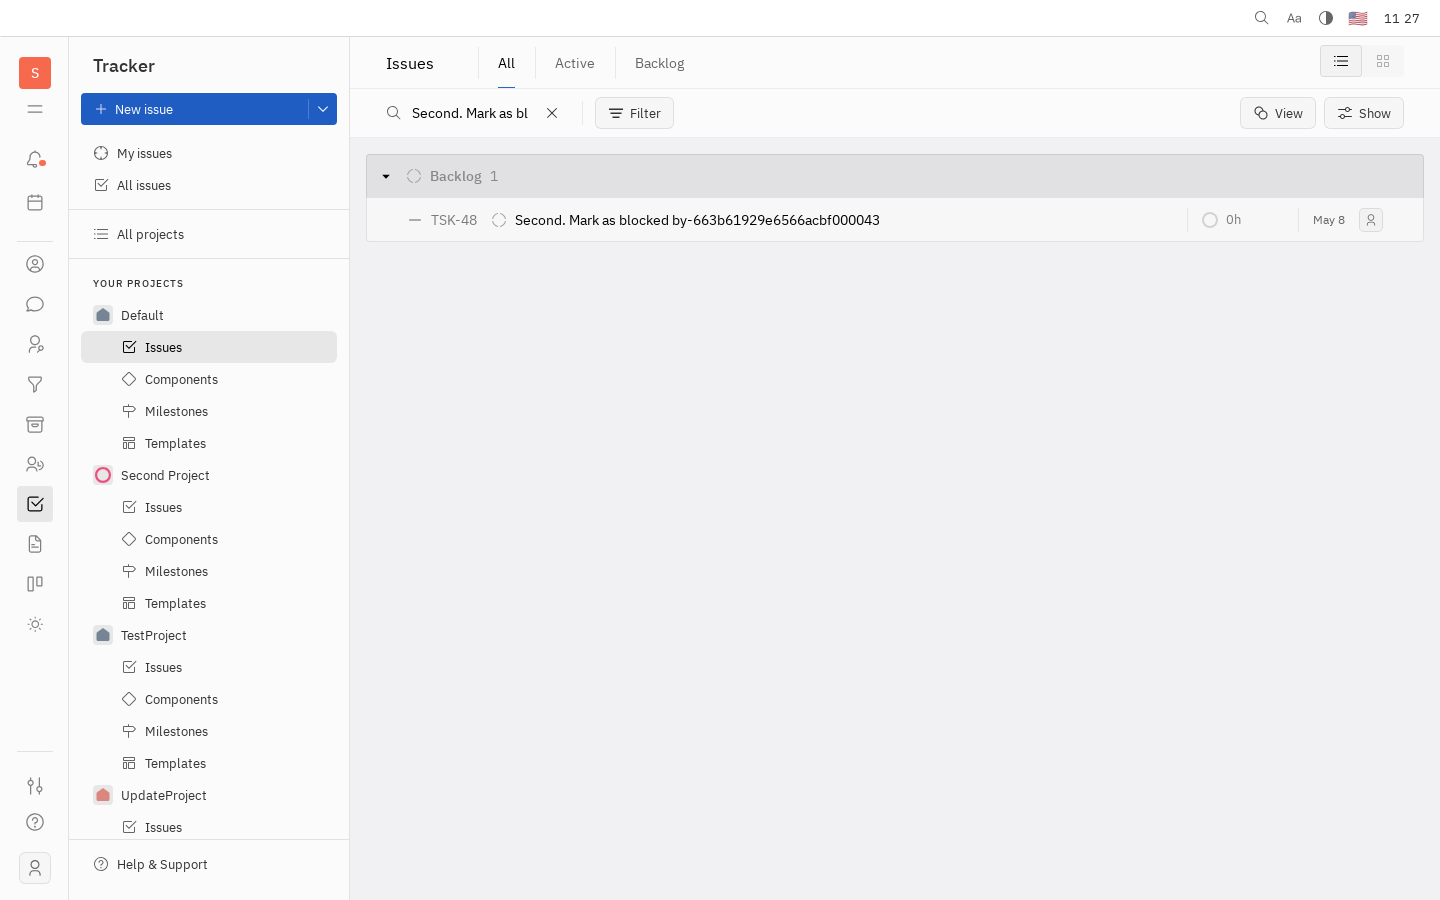 Aa
11 27
S
Tracker
New issue
My issues
All issues
All projects
YOUR PROJECTS
Default
Issues
Components
Milestones
Templates
Second Project
Issues
Components
Milestones
Templates
TestProject
Issues
Components
Milestones
Templates
UpdateProject
Issues
Help & Support
Issues
All
Active
Backlog
Second. Mark as bl
Filter
View
Show
Backlog 1
TSK-48 Second. Mark as blocked by-663b61929e6566acbf000043 0h May 8